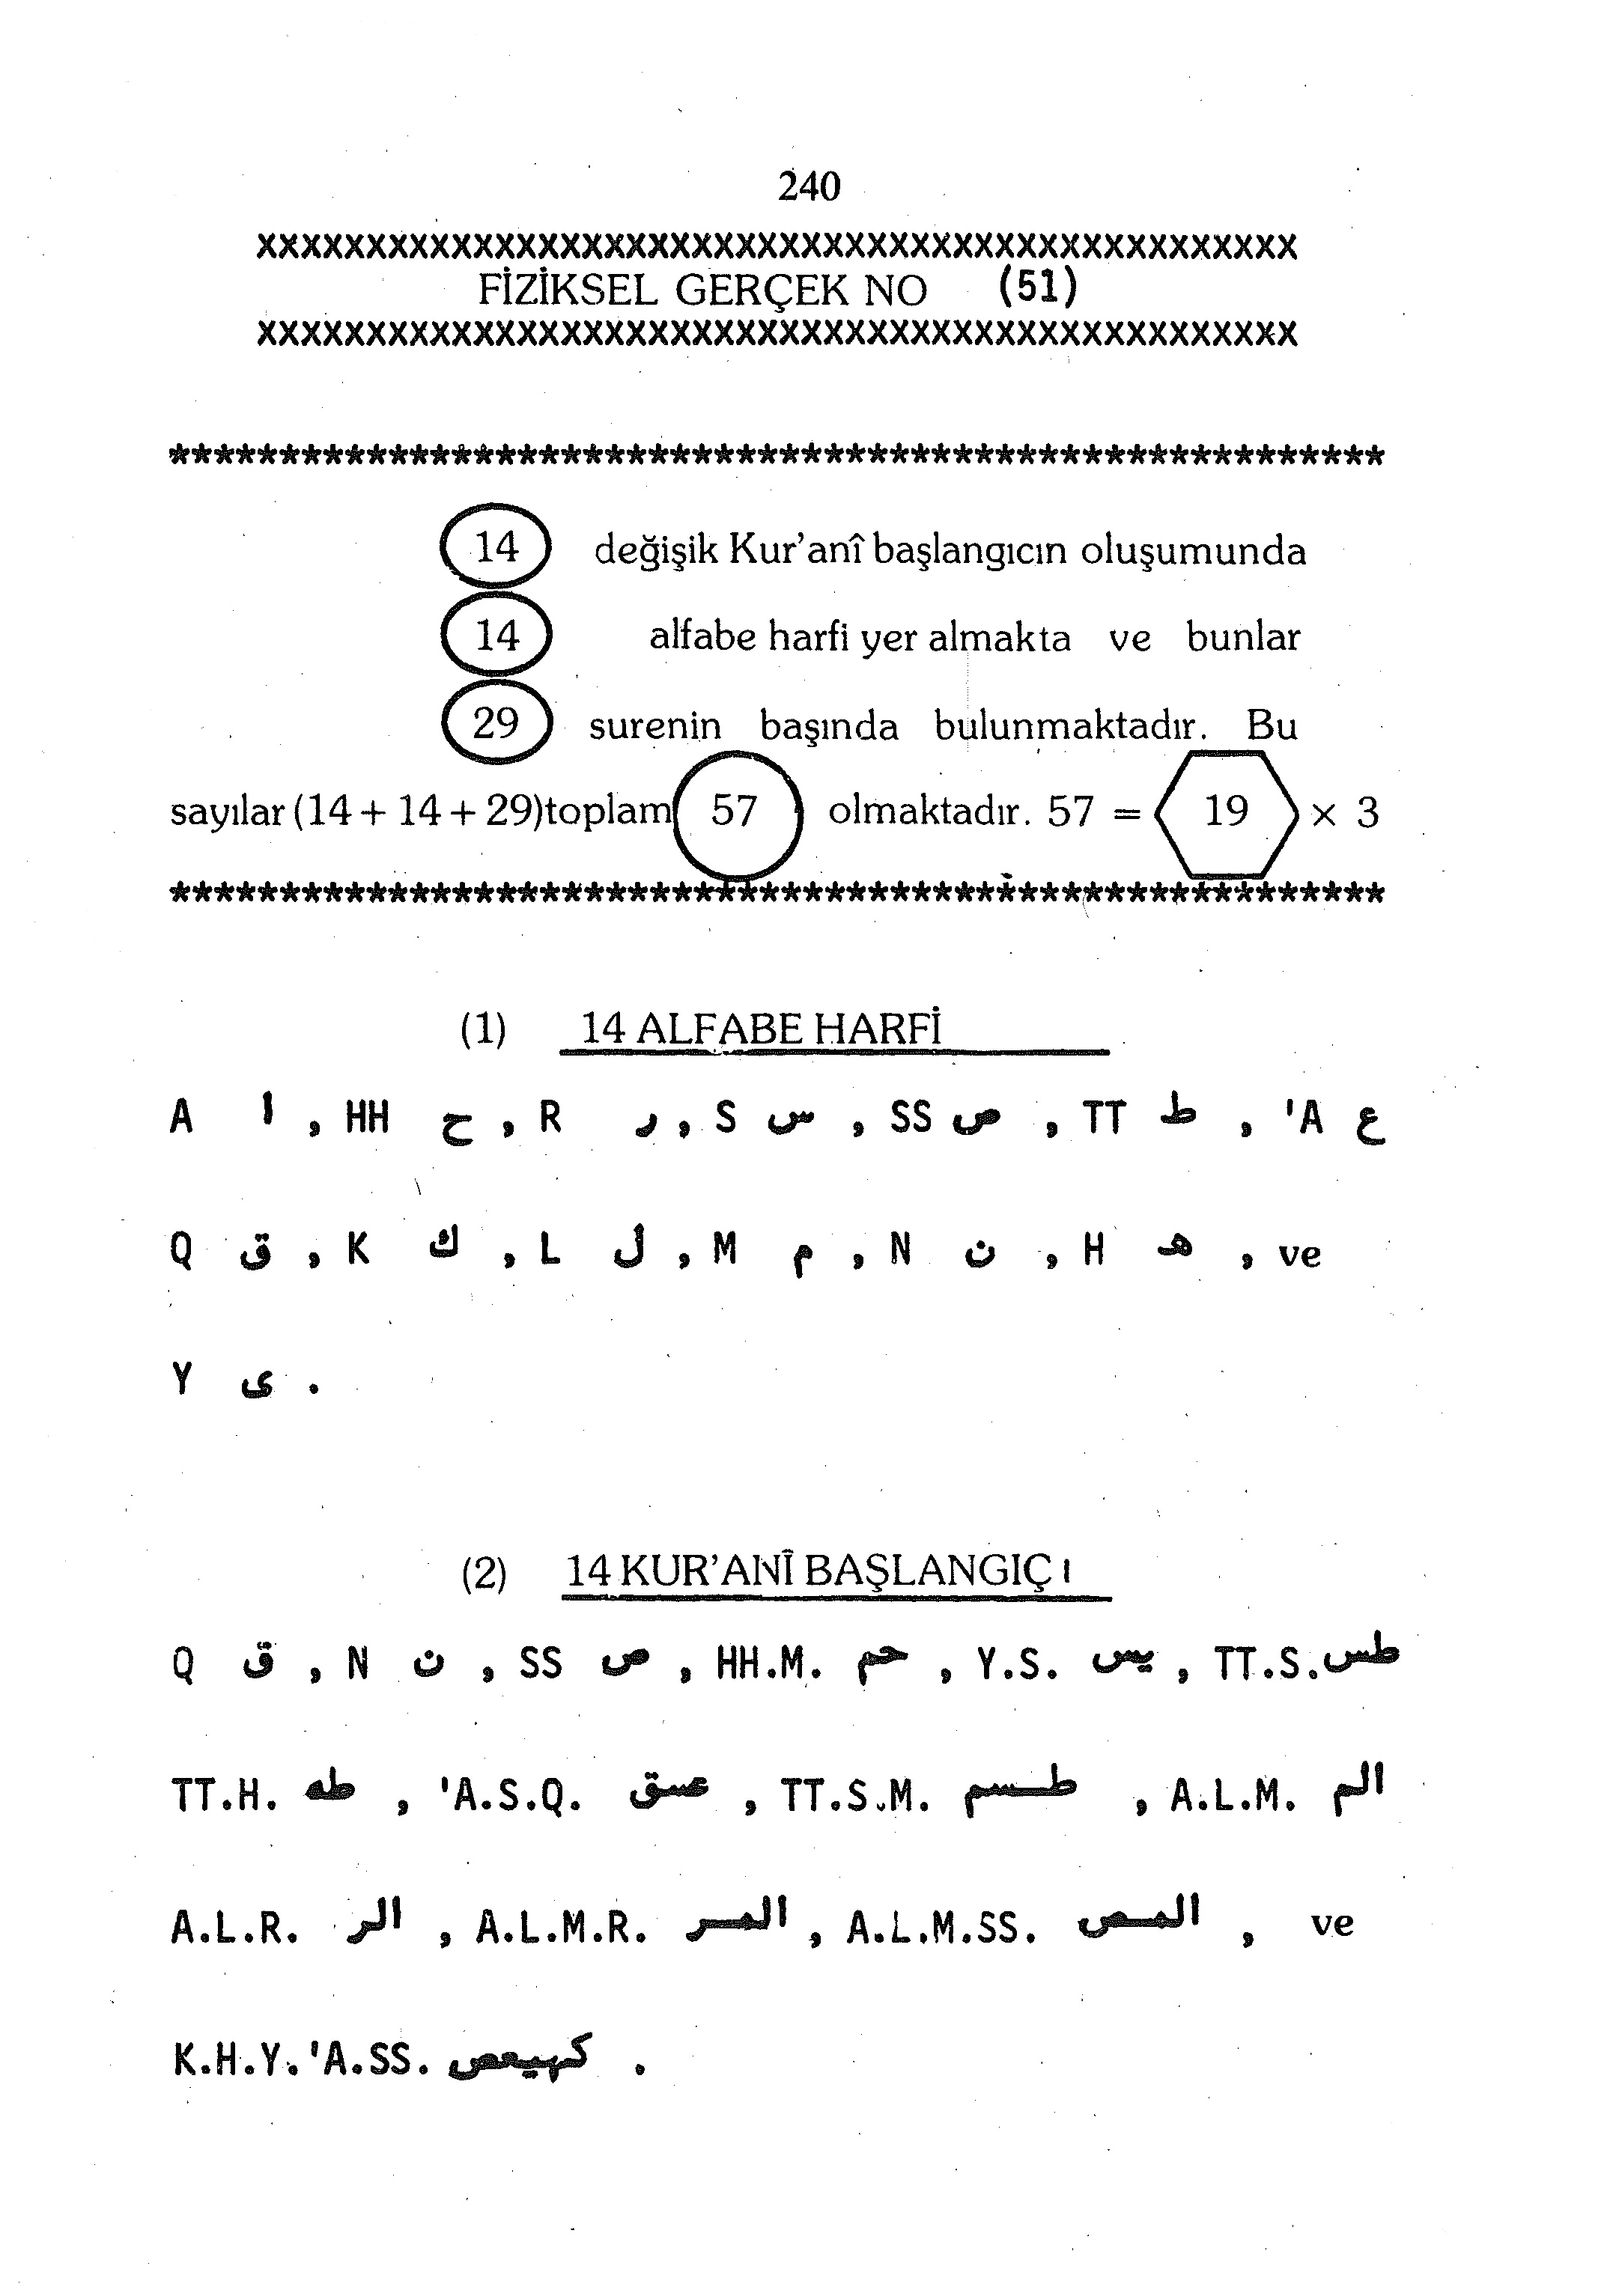 240
XXXXXXXXXXXXXXXXXXXXXXXXXXXXXXXXXXXXXXXXXXXXXXXX
FİZİKSEL GERÇEK NO (51)
XXXXXXXXXXXXXXXXXXXXXXXXXXXXXXXXXXXXXXXXXXXXXXXX
********************************************************
14 değişik Kur'anî başlangıcın oluşumunda
14 alfabe harfi yer almakta ve bunlar
29 surenin başında bulunmaktadır. Bu
sayılar (14 + 14 + 29)toplam 57 olmaktadır. 57 = 19 × 3
********************************************************
(1) 14 ALFABE HARFİ
A ا , HH ح , R ر , S س , SS ص , TT ط , 'A ع
Q ق , K ك , L ل , M م , N ن , H هـ , ve
Y ى .
(2) 14 KUR'ANÎ BAŞLANGIÇ ı
Q ق , N ن , SS ص , HH.M. حم , Y.S. يس , TT.S. طس
TT.H. طه , 'A.S.Q. عسق , TT.S.M. طسم , A.L.M. الم
A.L.R. الر , A.L.M.R. المر , A.L.M.SS. المص , ve
K.H.Y.'A.SS. كهيعص .